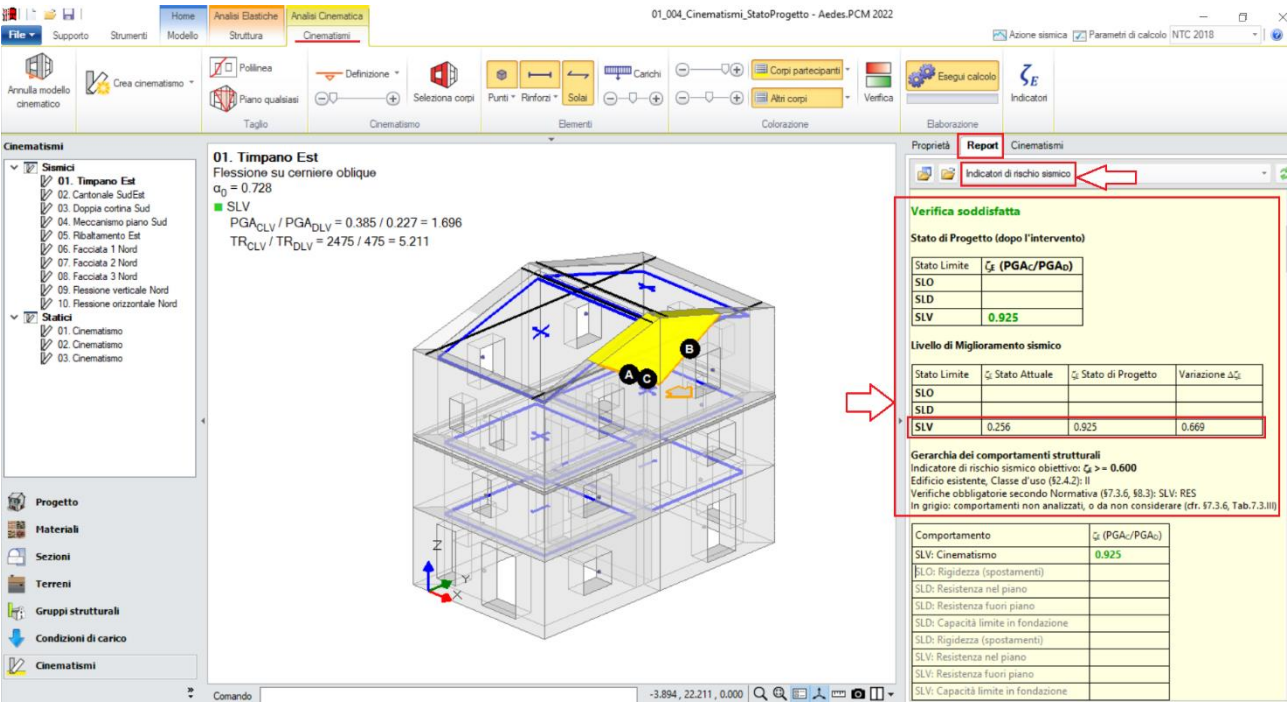 01_004_Cinematismi_StatoProgetto - Aedes.PCM 2022
Home
Analisi Elastiche
Analisi Cinematica
File
Supporto
Strumenti
Modello
Struttura
Cinematismi
Azione sismica
Parametri di calcolo
NTC 2018
Annulla modello
cinematico
Crea cinematismo
Polilinea
Piano qualsiasi
Taglio
Definizione
Seleziona corpi
Cinematismo
Punti
Rinforzi
Solai
Carichi
Elementi
Corpi partecipanti
Altri corpi
Verifica
Colorazione
Esegui calcolo
Elaborazione
ζE
Indicatori
Cinematismi
Sismici
01. Timpano Est
02. Cantonale SudEst
03. Doppia cortina Sud
04. Meccanismo piano Sud
05. Ribaltamento Est
06. Facciata 1 Nord
07. Facciata 2 Nord
08. Facciata 3 Nord
09. Flessione verticale Nord
10. Flessione orizzontale Nord
Statici
01. Cinematismo
02. Cinematismo
03. Cinematismo
Progetto
Materiali
Sezioni
Terreni
Gruppi strutturali
Condizioni di carico
Cinematismi
01. Timpano Est
Flessione su cerniere oblique
α0 = 0.728
SLV
PGACLV / PGADLV = 0.385 / 0.227 = 1.696
TRCLV / TRDLV = 2475 / 475 = 5.211
B
A C
Z
Y
X
Comando
-3.894 , 22.211 , 0.000
Proprietà
Report
Cinematismi
Indicatori di rischio sismico
Verifica soddisfatta
Stato di Progetto (dopo l'intervento)
Stato Limite ζE (PGAC/PGAD)
SLO
SLD
SLV 0.925
Livello di Miglioramento sismico
Stato Limite ζE Stato Attuale ζE Stato di Progetto Variazione ΔζE
SLO
SLD
SLV 0.256 0.925 0.669
Gerarchia dei comportamenti strutturali
Indicatore di rischio sismico obiettivo: ζE >= 0.600
Edificio esistente, Classe d'uso (§2.4.2): II
Verifiche obbligatorie secondo Normativa (§7.3.6, §8.3): SLV: RES
In grigio: comportamenti non analizzati, o da non considerare (cfr. §7.3.6, Tab.7.3.III)
Comportamento ζE (PGAC/PGAD)
SLV: Cinematismo 0.925
SLO: Rigidezza (spostamenti)
SLD: Resistenza nel piano
SLD: Resistenza fuori piano
SLD: Capacità limite in fondazione
SLD: Rigidezza (spostamenti)
SLV: Resistenza nel piano
SLV: Resistenza fuori piano
SLV: Capacità limite in fondazione